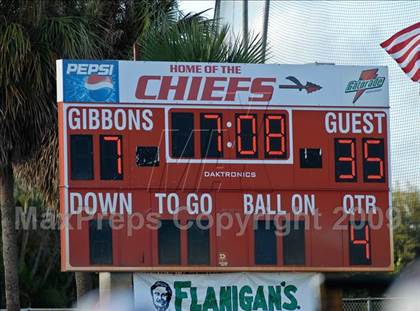 PEPSI
HOME OF THE
CHIEFS
Gatorade
GIBBONS
GUEST
7
7:08
35
DAKTRONICS
DOWN
TO GO
BALL ON
QTR
4
MaxPreps Copyright 2009
FLANIGAN'S